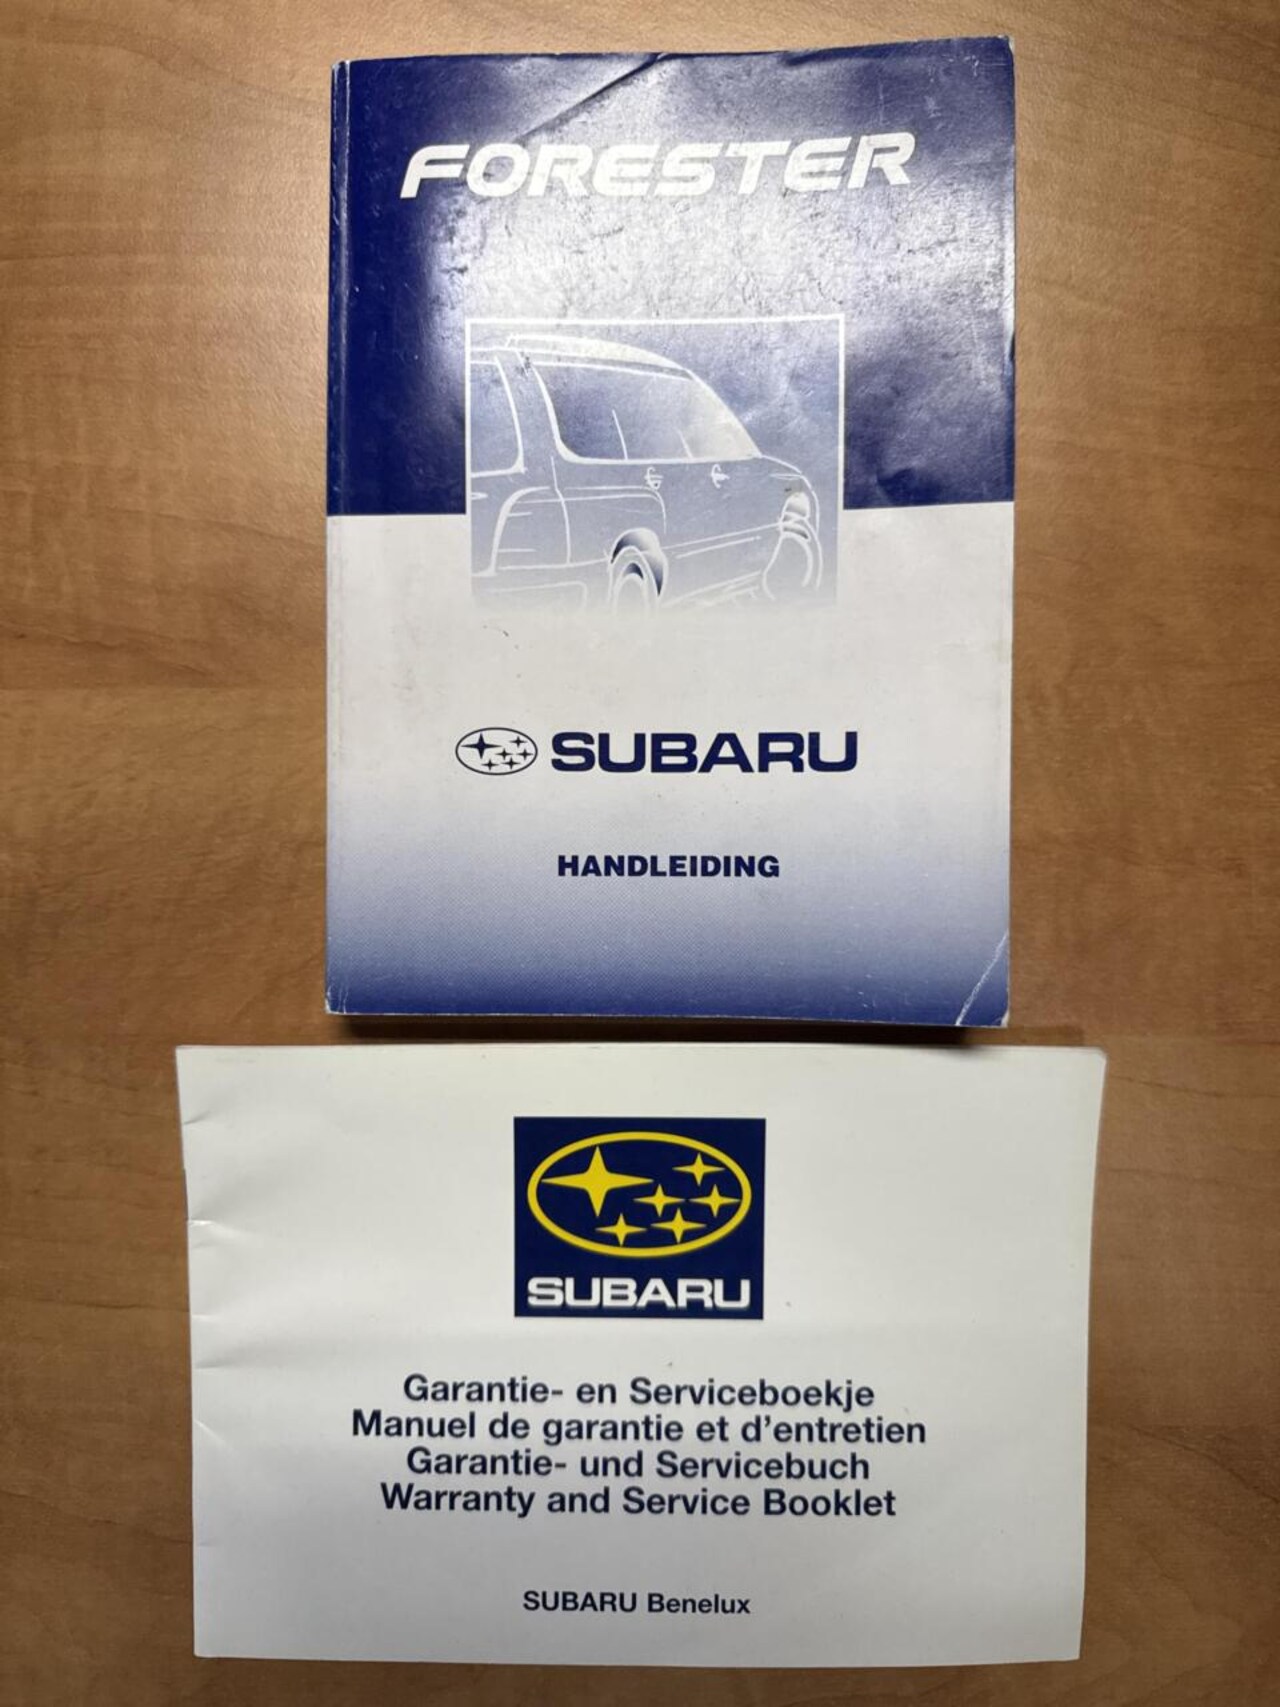 FORESTER
SUBARU
HANDLEIDING
SUBARU
Garantie- en Serviceboekje
Manuel de garantie et d'entretien
Garantie- und Servicebuch
Warranty and Service Booklet
SUBARU Benelux